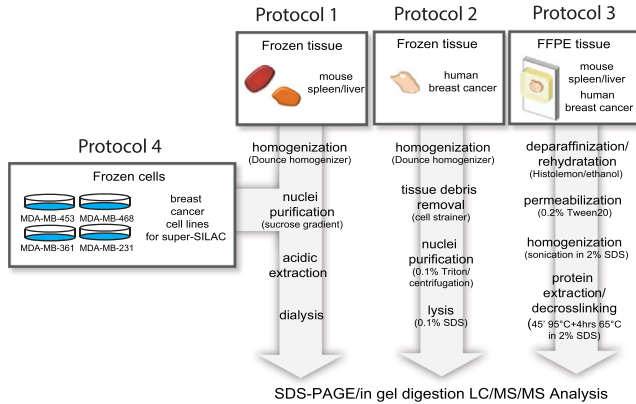 Protocol 1
Frozen tissue
mouse
spleen/liver
homogenization
(Dounce homogenizer)
nuclei
purification
(sucrose gradient)
acidic
extraction
dialysis
Protocol 2
Frozen tissue
human
breast cancer
homogenization
(Dounce homogenizer)
tissue debris
removal
(cell strainer)
nuclei
purification
(0.1% Triton/
centrifugation)
lysis
(0.1% SDS)
Protocol 3
FFPE tissue
mouse
spleen/liver
human
breast cancer
deparaffinization/
rehydratation
(Histolemon/ethanol)
permeabilization
(0.2% Tween20)
homogenization
(sonication in 2% SDS)
protein
extraction/
decrosslinking
(45' 95°C+4hrs 65°C
in 2% SDS)
Protocol 4
Frozen cells
MDA-MB-453 MDA-MB-468
MDA-MB-361 MDA-MB-231
breast
cancer
cell lines
for super-SILAC
SDS-PAGE/in gel digestion LC/MS/MS Analysis